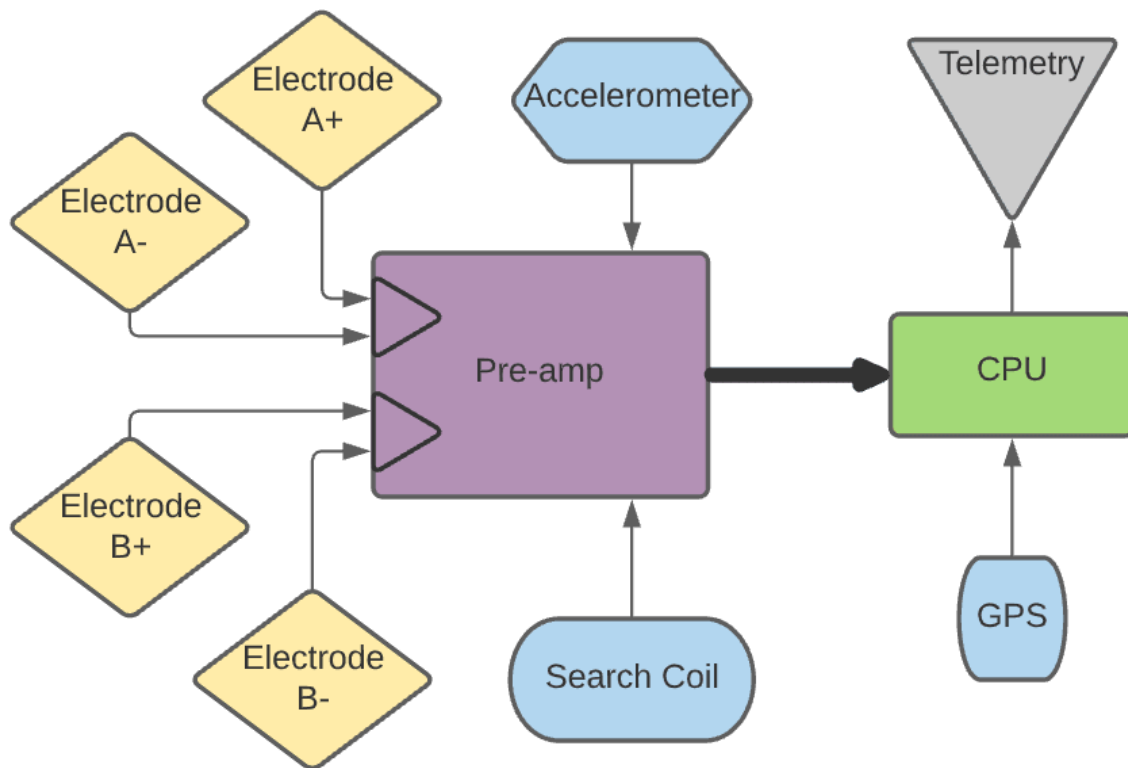 Electrode
A+
Accelerometer
Telemetry
Electrode
A-
Pre-amp
CPU
Electrode
B+
Electrode
B-
Search Coil
GPS